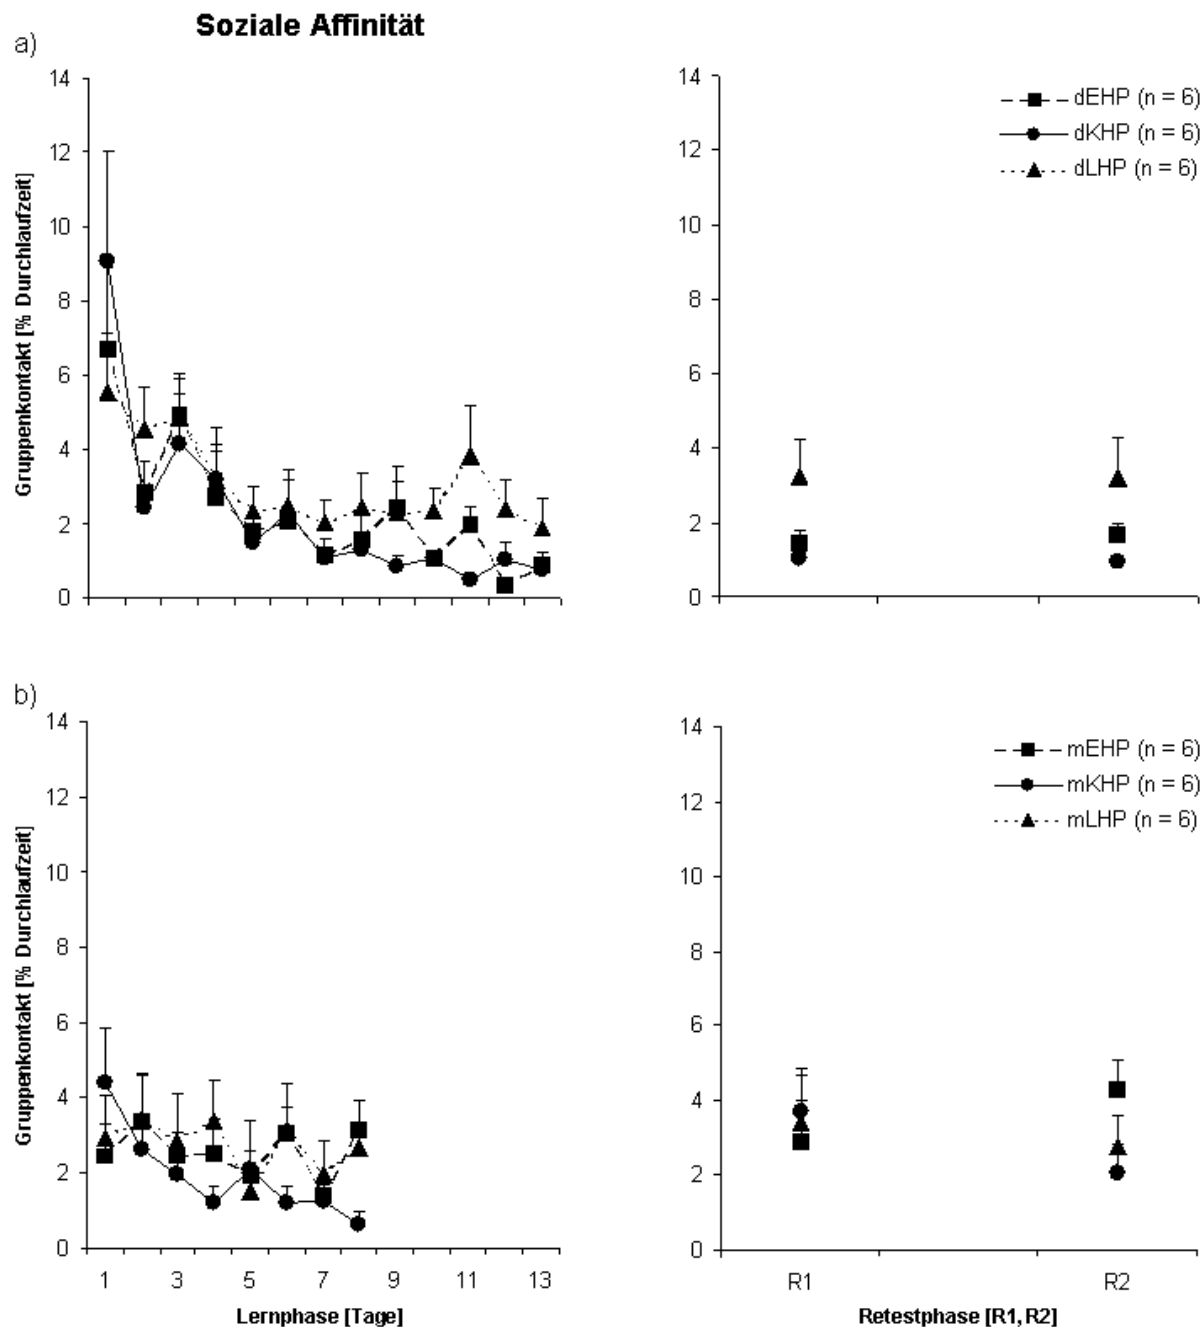 Soziale Affinität
a)
Gruppenkontakt [% Durchlaufzeit]
14
12
10
8
6
4
2
0
14
12
10
8
6
4
2
0
dEHP (n = 6)
dKHP (n = 6)
dLHP (n = 6)
b)
Gruppenkontakt [% Durchlaufzeit]
14
12
10
8
6
4
2
0
1 3 5 7 9 11 13
Lernphase [Tage]
14
12
10
8
6
4
2
0
mEHP (n = 6)
mKHP (n = 6)
mLHP (n = 6)
R1 R2
Retestphase [R1, R2]